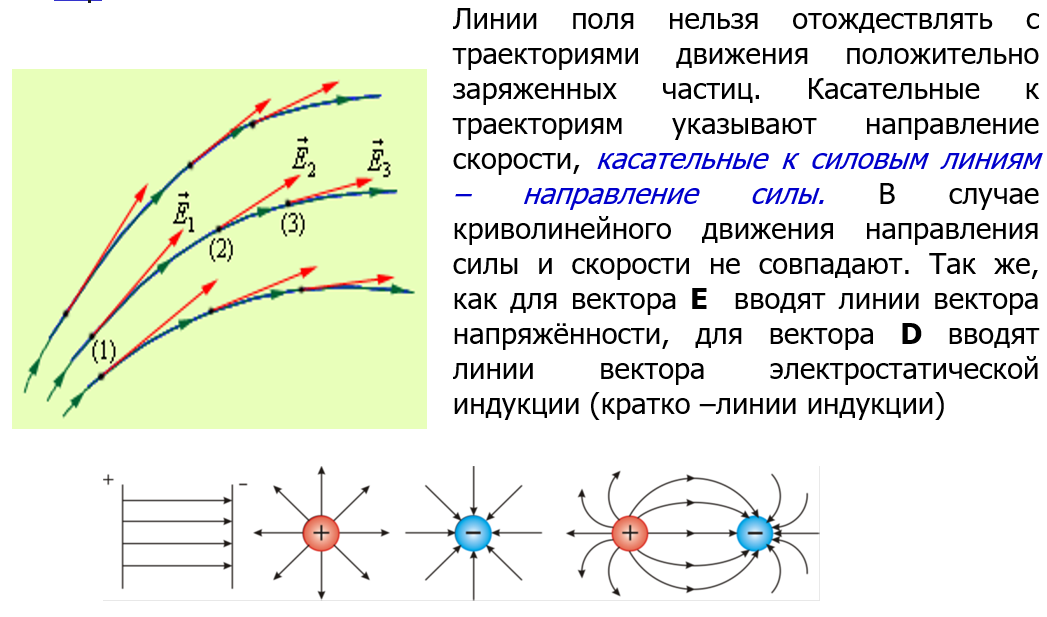 Линии поля нельзя отождествлять с
траекториями движения положительно
заряженных частиц. Касательные к
траекториям указывают направление
скорости, касательные к силовым линиям
– направление силы. В случае
криволинейного движения направления
силы и скорости не совпадают. Так же,
как для вектора E вводят линии вектора
напряжённости, для вектора D вводят
линии вектора электростатической
индукции (кратко –линии индукции)
E₂
E₃
E₁
(3)
(2)
(1)
+ –
+
–
+ –